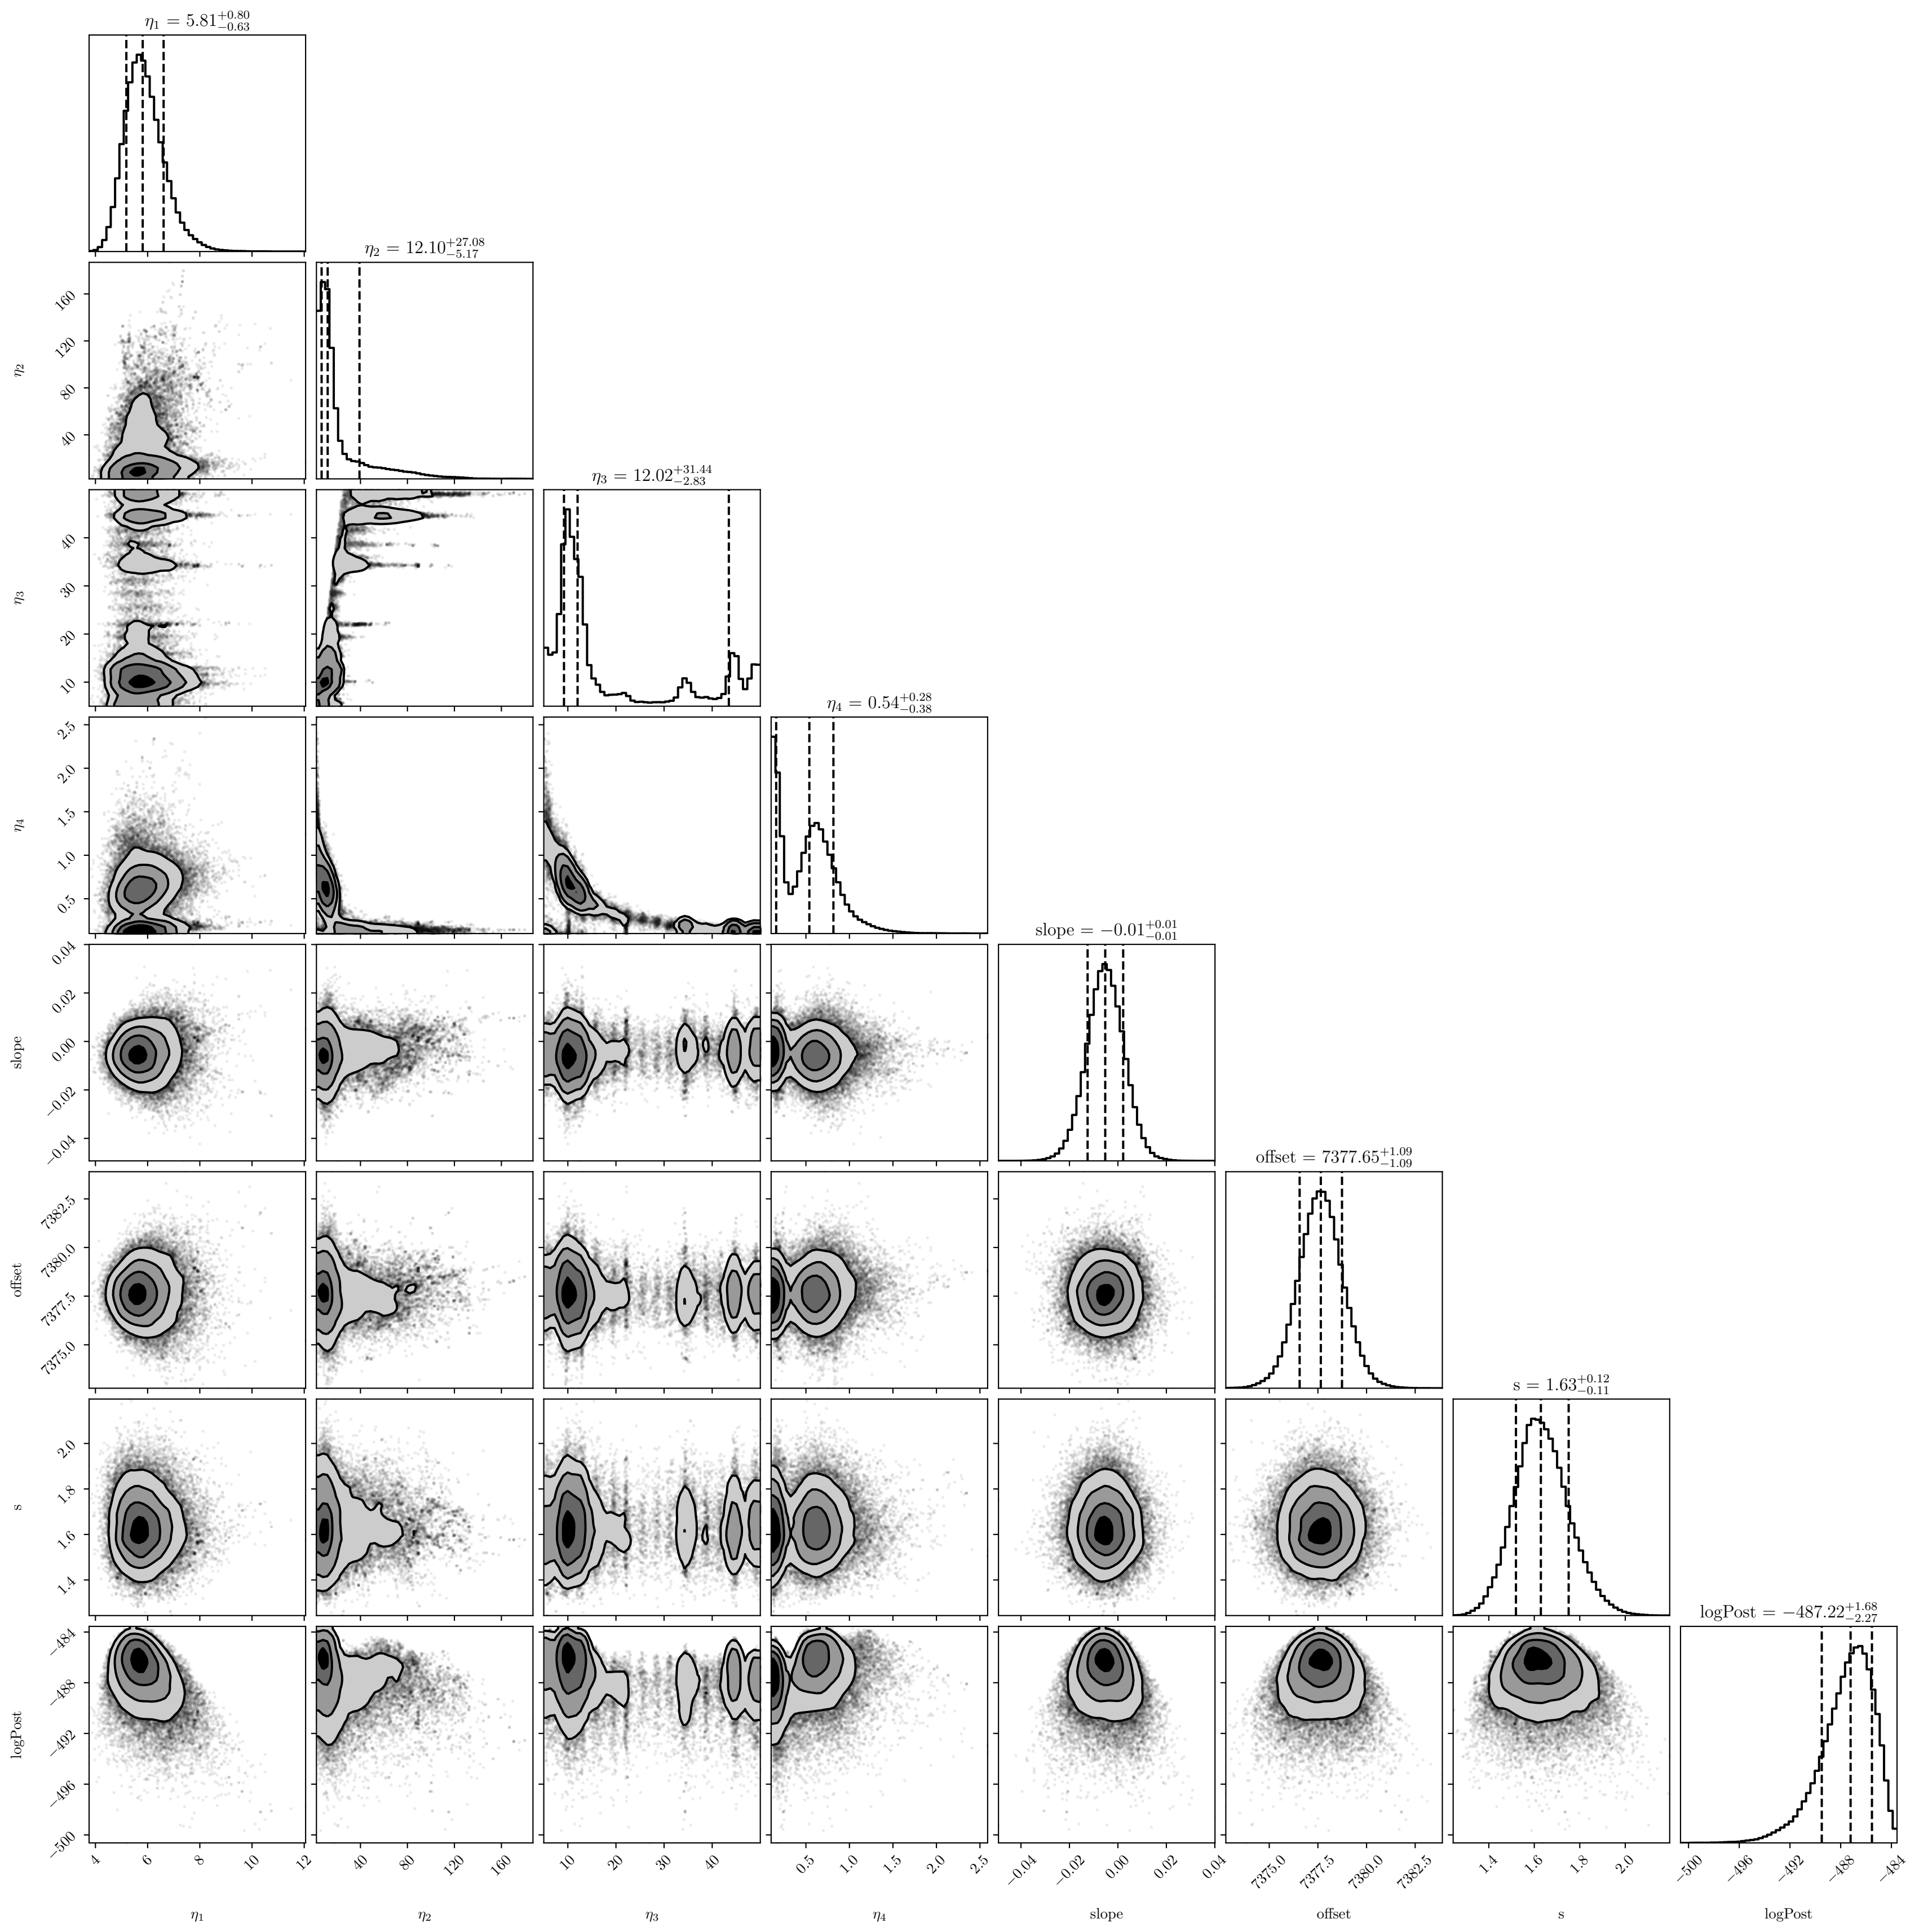 η₁ = 5.81⁺⁰·⁸⁰₋₀.₆₃
η₂ = 12.10⁺²⁷·⁰⁸₋₅.₁₇
160
120
80
40
η₂
η₃ = 12.02⁺³¹·⁴⁴₋₂.₈₃
40
30
20
10
η₃
η₄ = 0.54⁺⁰·²⁸₋₀.₃₈
2.5
2.0
1.5
1.0
0.5
η₄
slope = −0.01⁺⁰·⁰¹₋₀.₀₁
0.04
0.02
0.00
−0.02
−0.04
slope
offset = 7377.65⁺¹·⁰⁹₋₁.₀₉
7382.5
7380.0
7377.5
7375.0
offset
s = 1.63⁺⁰·¹²₋₀.₁₁
2.0
1.8
1.6
1.4
s
logPost = −487.22⁺¹·⁶⁸₋₂.₂₇
−484
−488
−492
−496
−500
logPost
4 6 8 10 12 40 80 120 160 10 20 30 40 0.5 1.0 1.5 2.0 2.5 −0.04 −0.02 0.00 0.02 0.04 7375.0 7377.5 7380.0 7382.5 1.4 1.6 1.8 2.0 −500 −496 −492 −488 −484
η₁ η₂ η₃ η₄ slope offset s logPost